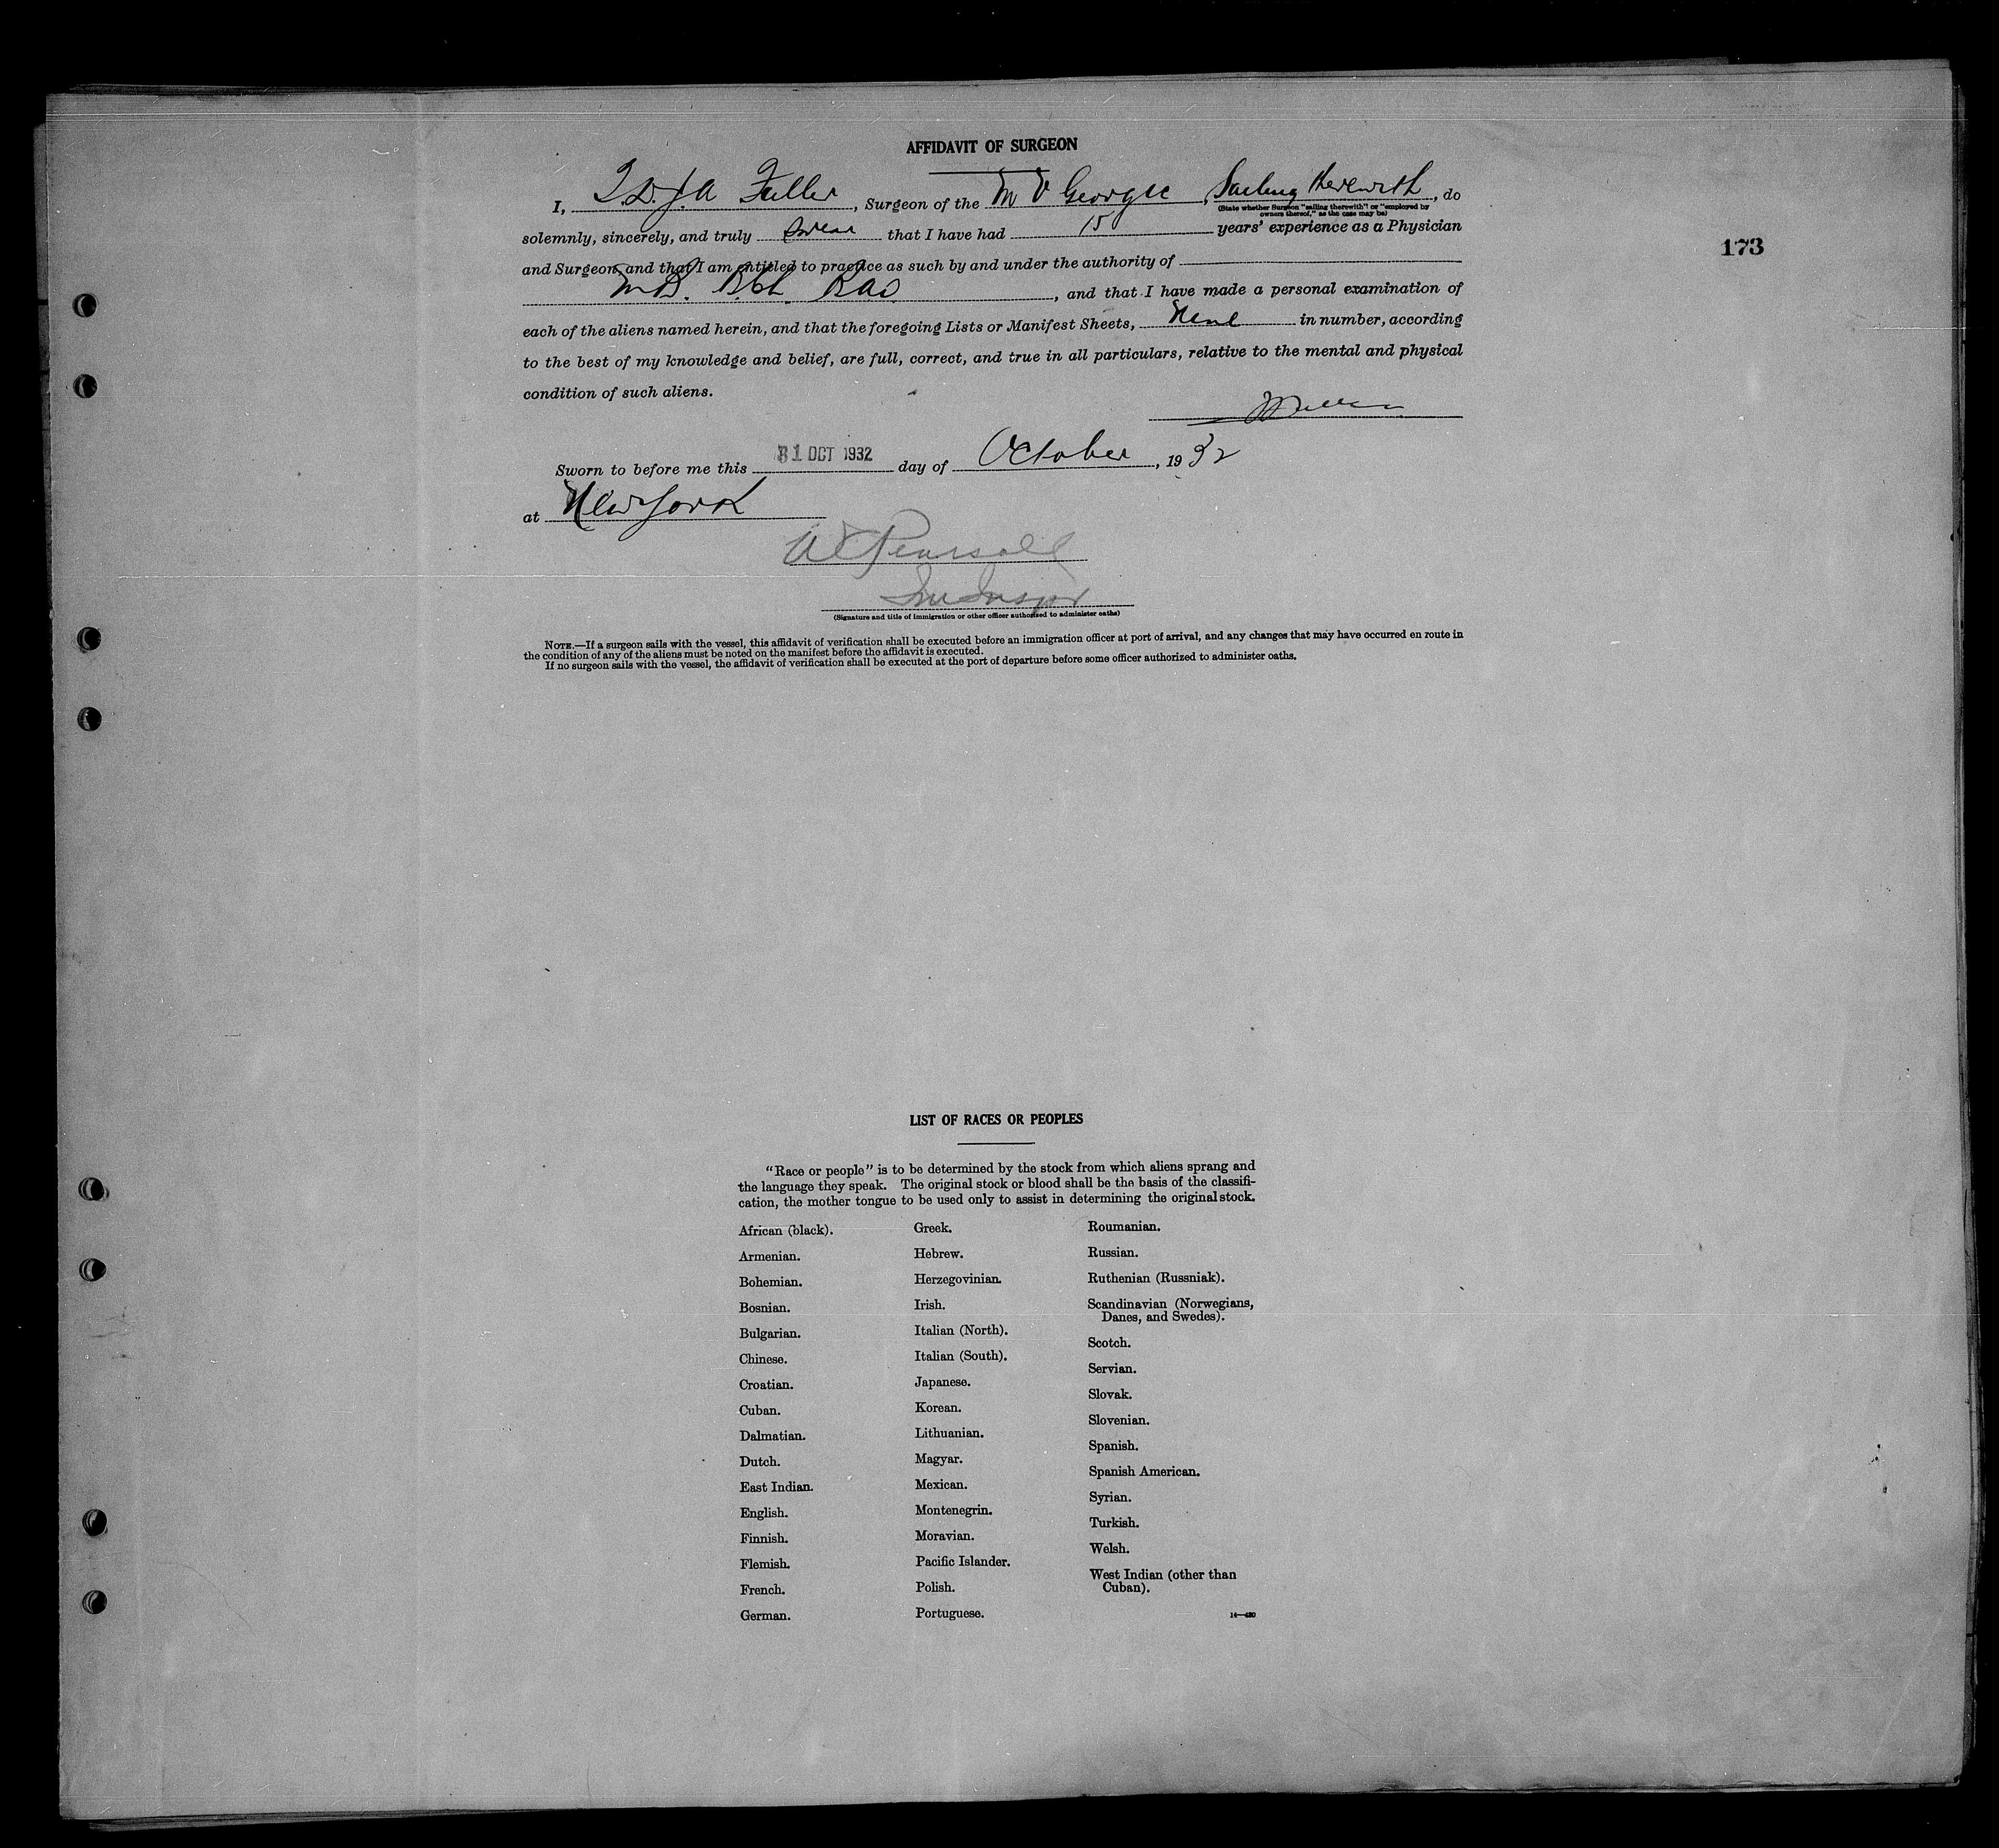 AFFIDAVIT OF SURGEON
I, J.A Fuller, Surgeon of the M V Georgic, Sailing therewith, do
(State whether Surgeon "sailing therewith" or "employed by
owners thereof," as the case may be)
solemnly, sincerely, and truly swear that I have had 15 years' experience as a Physician
and Surgeon and that I am entitled to practice as such by and under the authority of
M.B. B.Ch. BAO., and that I have made a personal examination of
each of the aliens named herein, and that the foregoing Lists or Manifest Sheets, in number, according
to the best of my knowledge and belief, are full, correct, and true in all particulars, relative to the mental and physical
condition of such aliens.
Sworn to before me this 31 OCT 1932 day of October, 1932
at New York
Pearsall
Im Inspr
(Signature and title of immigration or other officer authorized to administer oaths)
NOTE.—If a surgeon sails with the vessel, this affidavit of verification shall be executed before an immigration officer at port of arrival, and any changes that may have occurred en route in
the condition of any of the aliens must be noted on the manifest before the affidavit is executed.
If no surgeon sails with the vessel, the affidavit of verification shall be executed at the port of departure before some officer authorized to administer oaths.
173
LIST OF RACES OR PEOPLES
"Race or people" is to be determined by the stock from which aliens sprang and
the language they speak. The original stock or blood shall be the basis of the classifi-
cation, the mother tongue to be used only to assist in determining the original stock.
African (black).
Armenian.
Bohemian.
Bosnian.
Bulgarian.
Chinese.
Croatian.
Cuban.
Dalmatian.
Dutch.
East Indian.
English.
Finnish.
Flemish.
French.
German.
Greek.
Hebrew.
Herzegovinian.
Irish.
Italian (North).
Italian (South).
Japanese.
Korean.
Lithuanian.
Magyar.
Mexican.
Montenegrin.
Moravian.
Pacific Islander.
Polish.
Portuguese.
Roumanian.
Russian.
Ruthenian (Russniak).
Scandinavian (Norwegians,
Danes, and Swedes).
Scotch.
Servian.
Slovak.
Slovenian.
Spanish.
Spanish American.
Syrian.
Turkish.
Welsh.
West Indian (other than
Cuban).
14—430